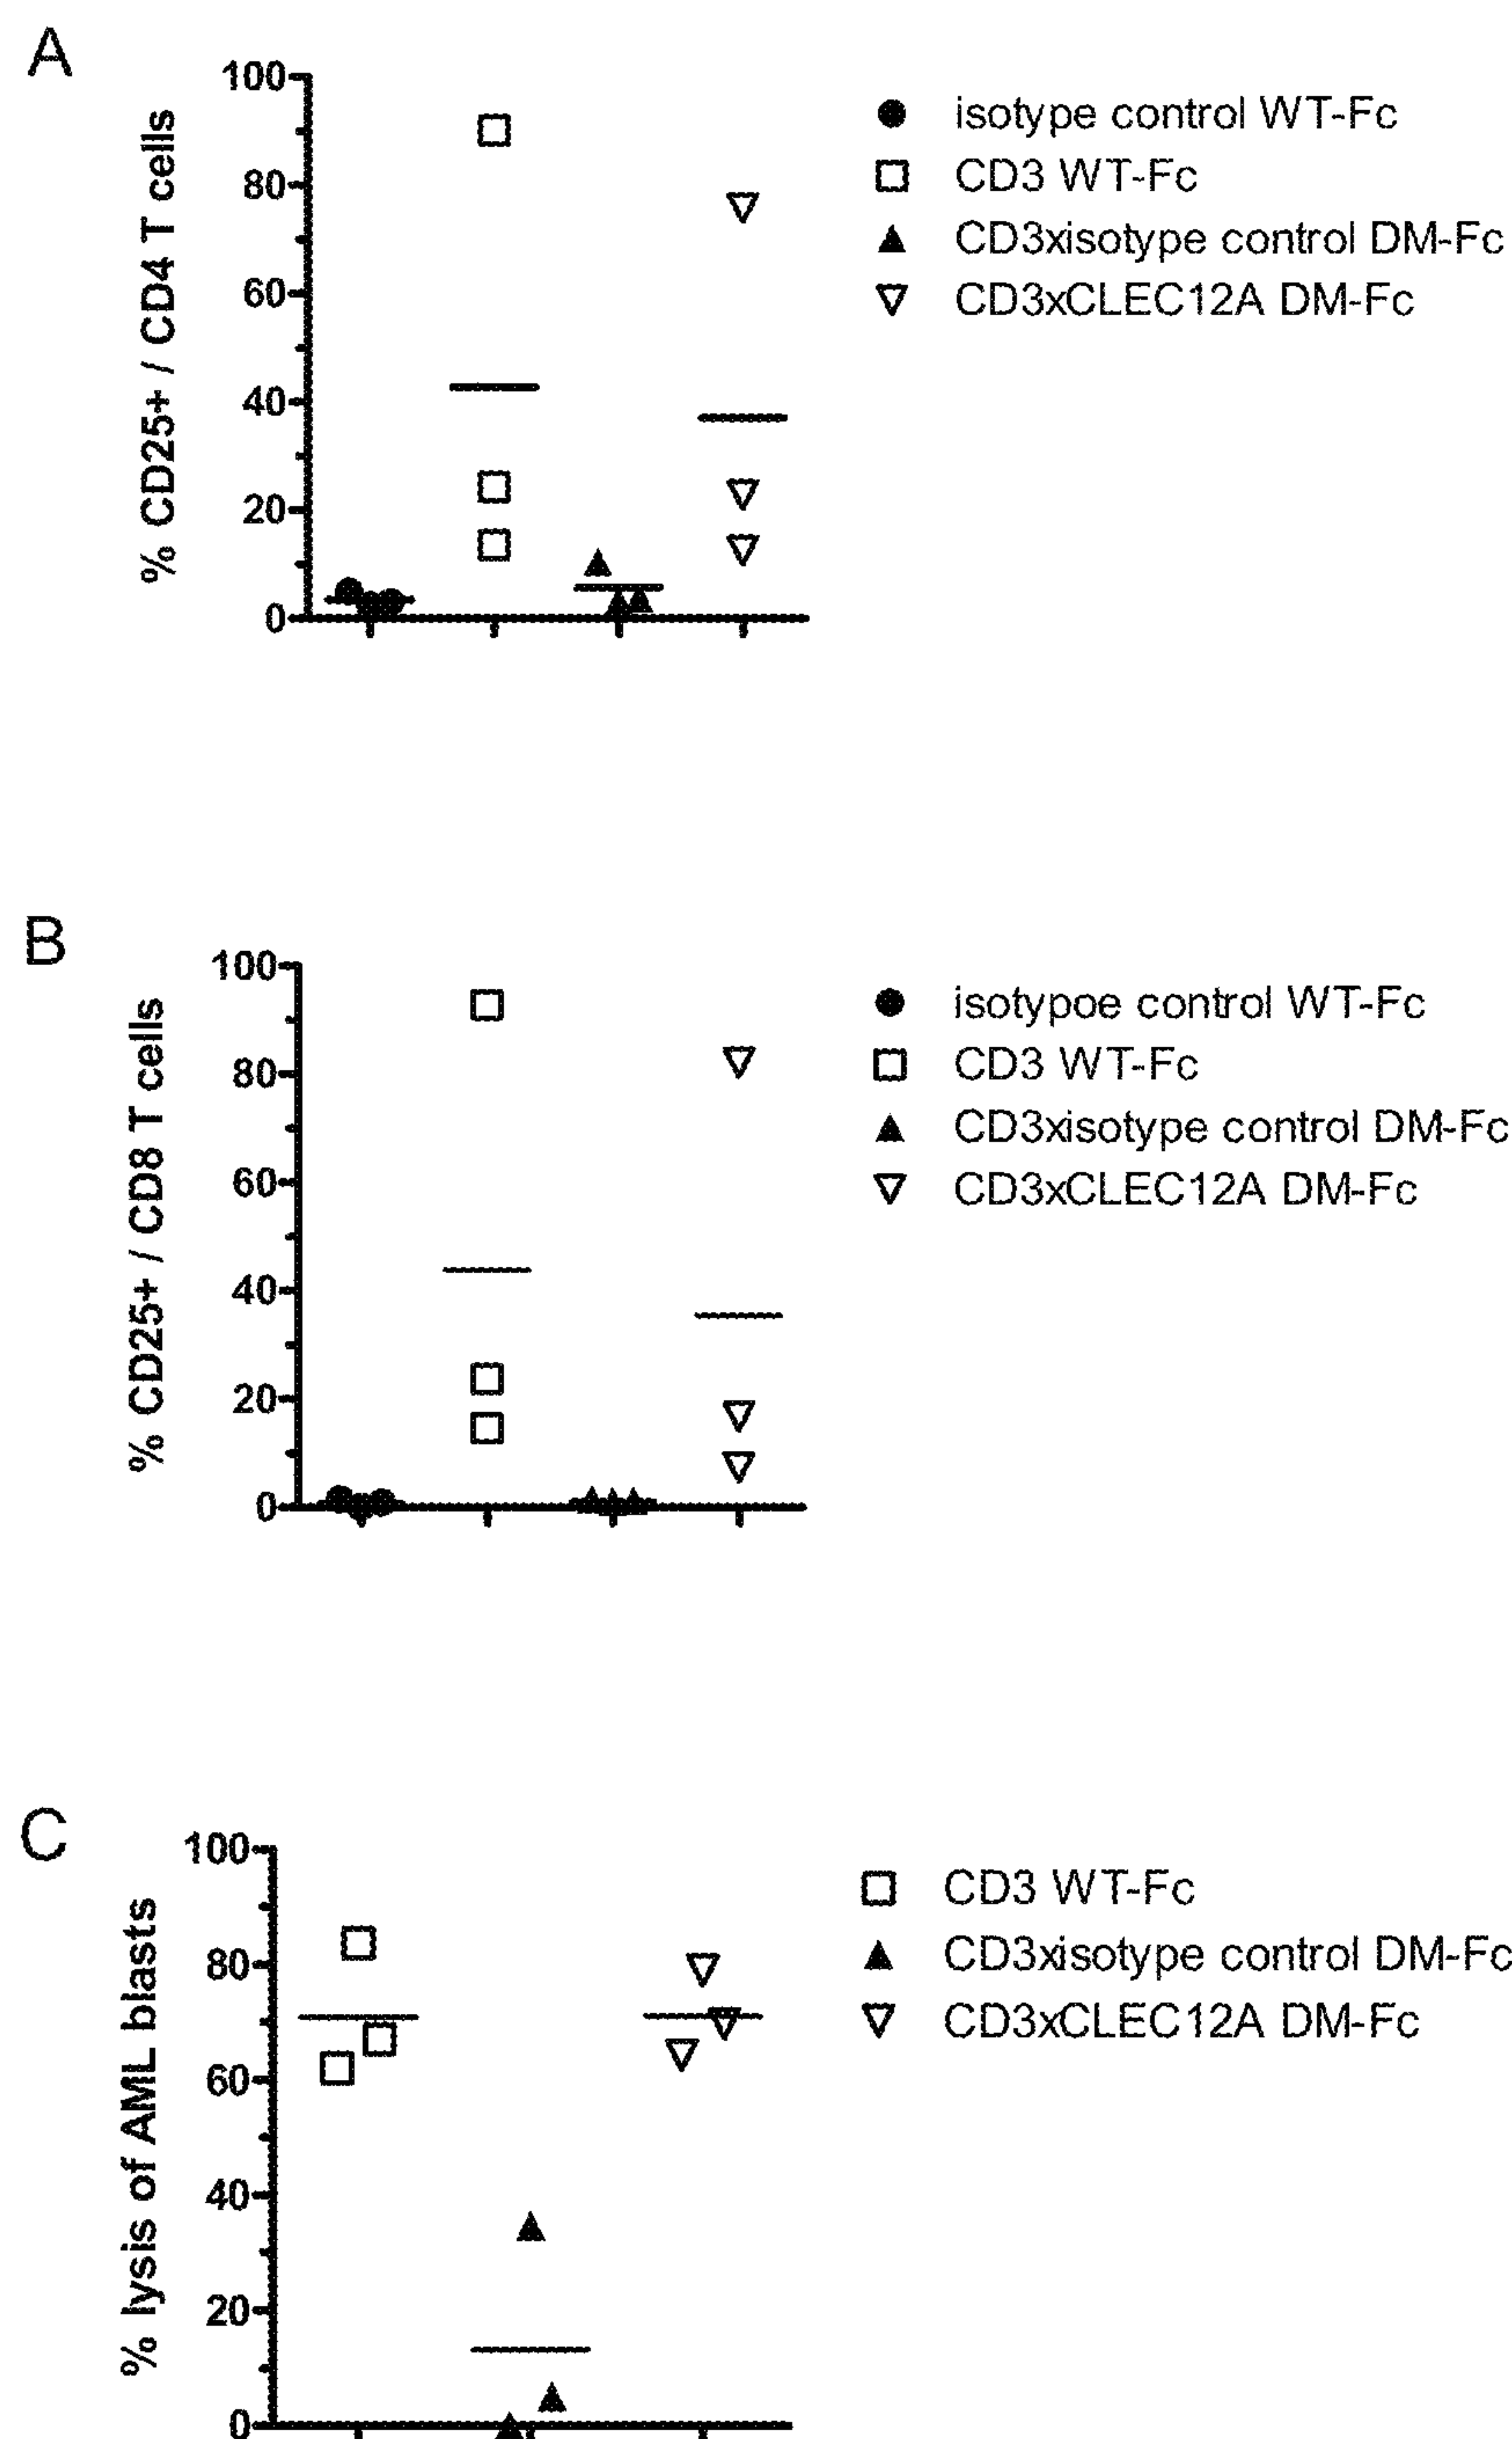 A
% CD25+ / CD4 T cells
100
80
60
40
20
0
isotype control WT-Fc
CD3 WT-Fc
CD3xisotype control DM-Fc
CD3xCLEC12A DM-Fc
B
% CD25+ / CD8 T cells
100
80
60
40
20
0
isotypoe control WT-Fc
CD3 WT-Fc
CD3xisotype control DM-Fc
CD3xCLEC12A DM-Fc
C
% lysis of AML blasts
100
80
60
40
20
0
CD3 WT-Fc
CD3xisotype control DM-Fc
CD3xCLEC12A DM-Fc